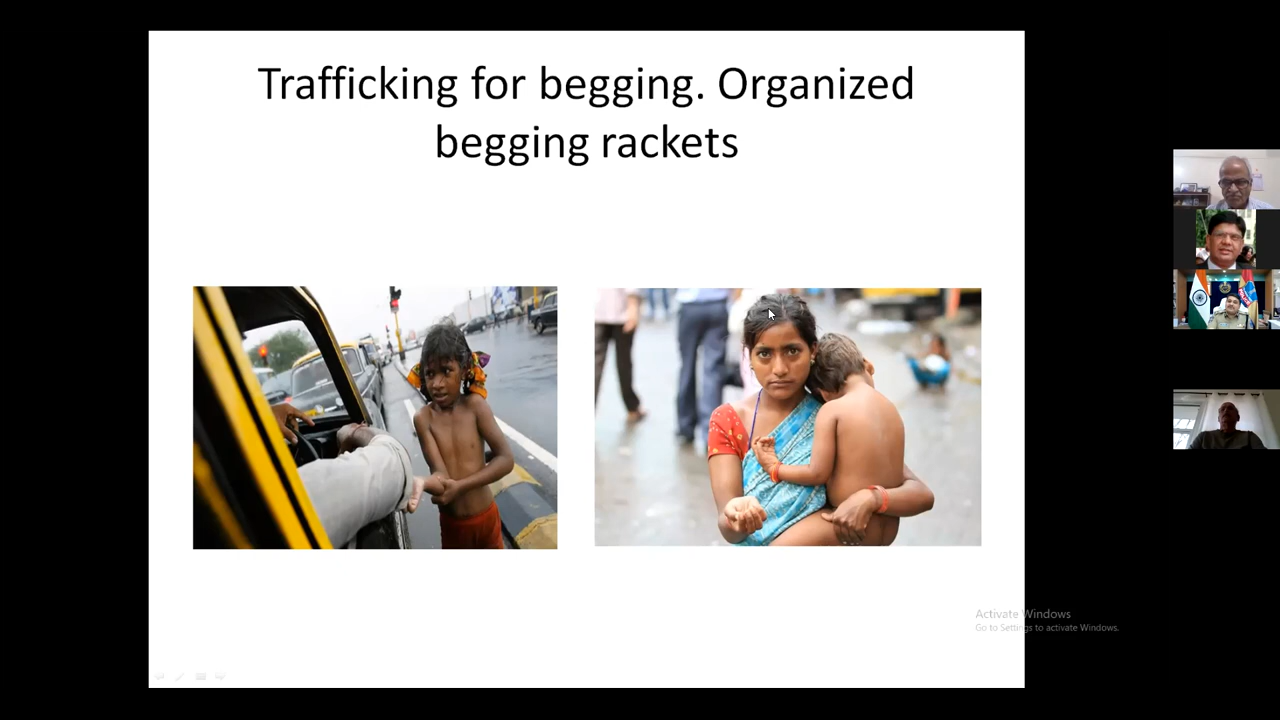 Trafficking for begging. Organized
begging rackets
Activate Windows
Go to Settings to activate Windows.